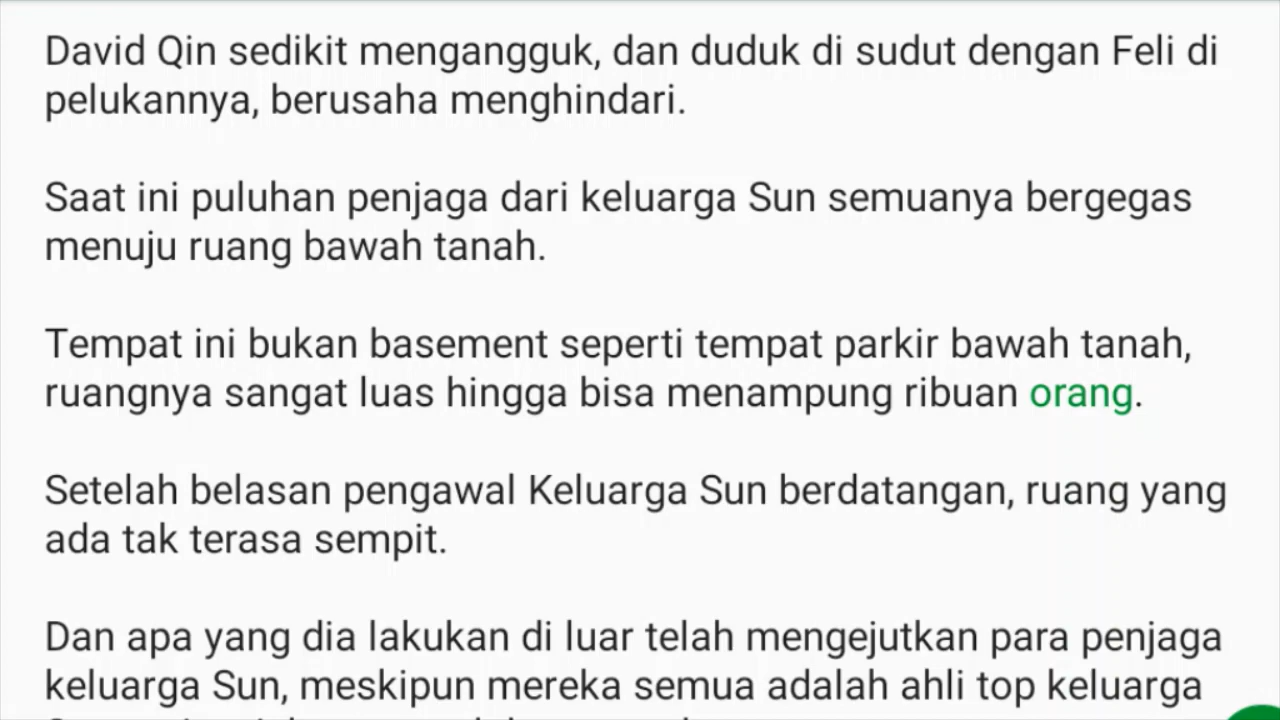 David Qin sedikit mengangguk, dan duduk di sudut dengan Feli di
pelukannya, berusaha menghindari.
Saat ini puluhan penjaga dari keluarga Sun semuanya bergegas
menuju ruang bawah tanah.
Tempat ini bukan basement seperti tempat parkir bawah tanah,
ruangnya sangat luas hingga bisa menampung ribuan orang.
Setelah belasan pengawal Keluarga Sun berdatangan, ruang yang
ada tak terasa sempit.
Dan apa yang dia lakukan di luar telah mengejutkan para penjaga
keluarga Sun, meskipun mereka semua adalah ahli top keluarga